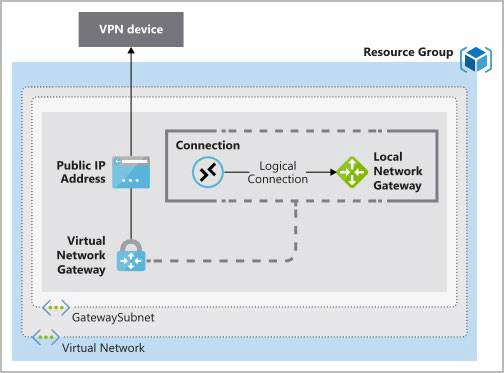 VPN device
Resource Group
Connection
Public IP
Address
Logical
Connection
Local
Network
Gateway
Virtual
Network
Gateway
GatewaySubnet
Virtual Network